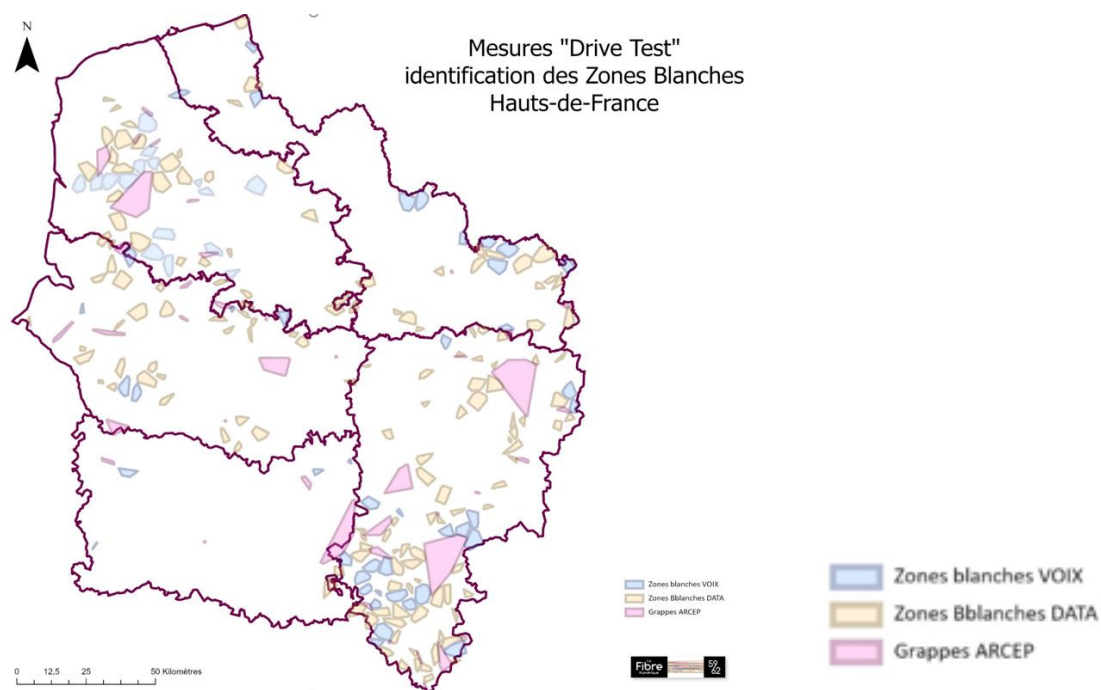 N
Mesures "Drive Test"
identification des Zones Blanches
Hauts-de-France
Zones blanches VOIX
Zones Bblanches DATA
Grappes ARCEP
Zones blanches VOIX
Zones Bblanches DATA
Grappes ARCEP
0 12,5 25 50 Kilomètres
Fibre
59
62